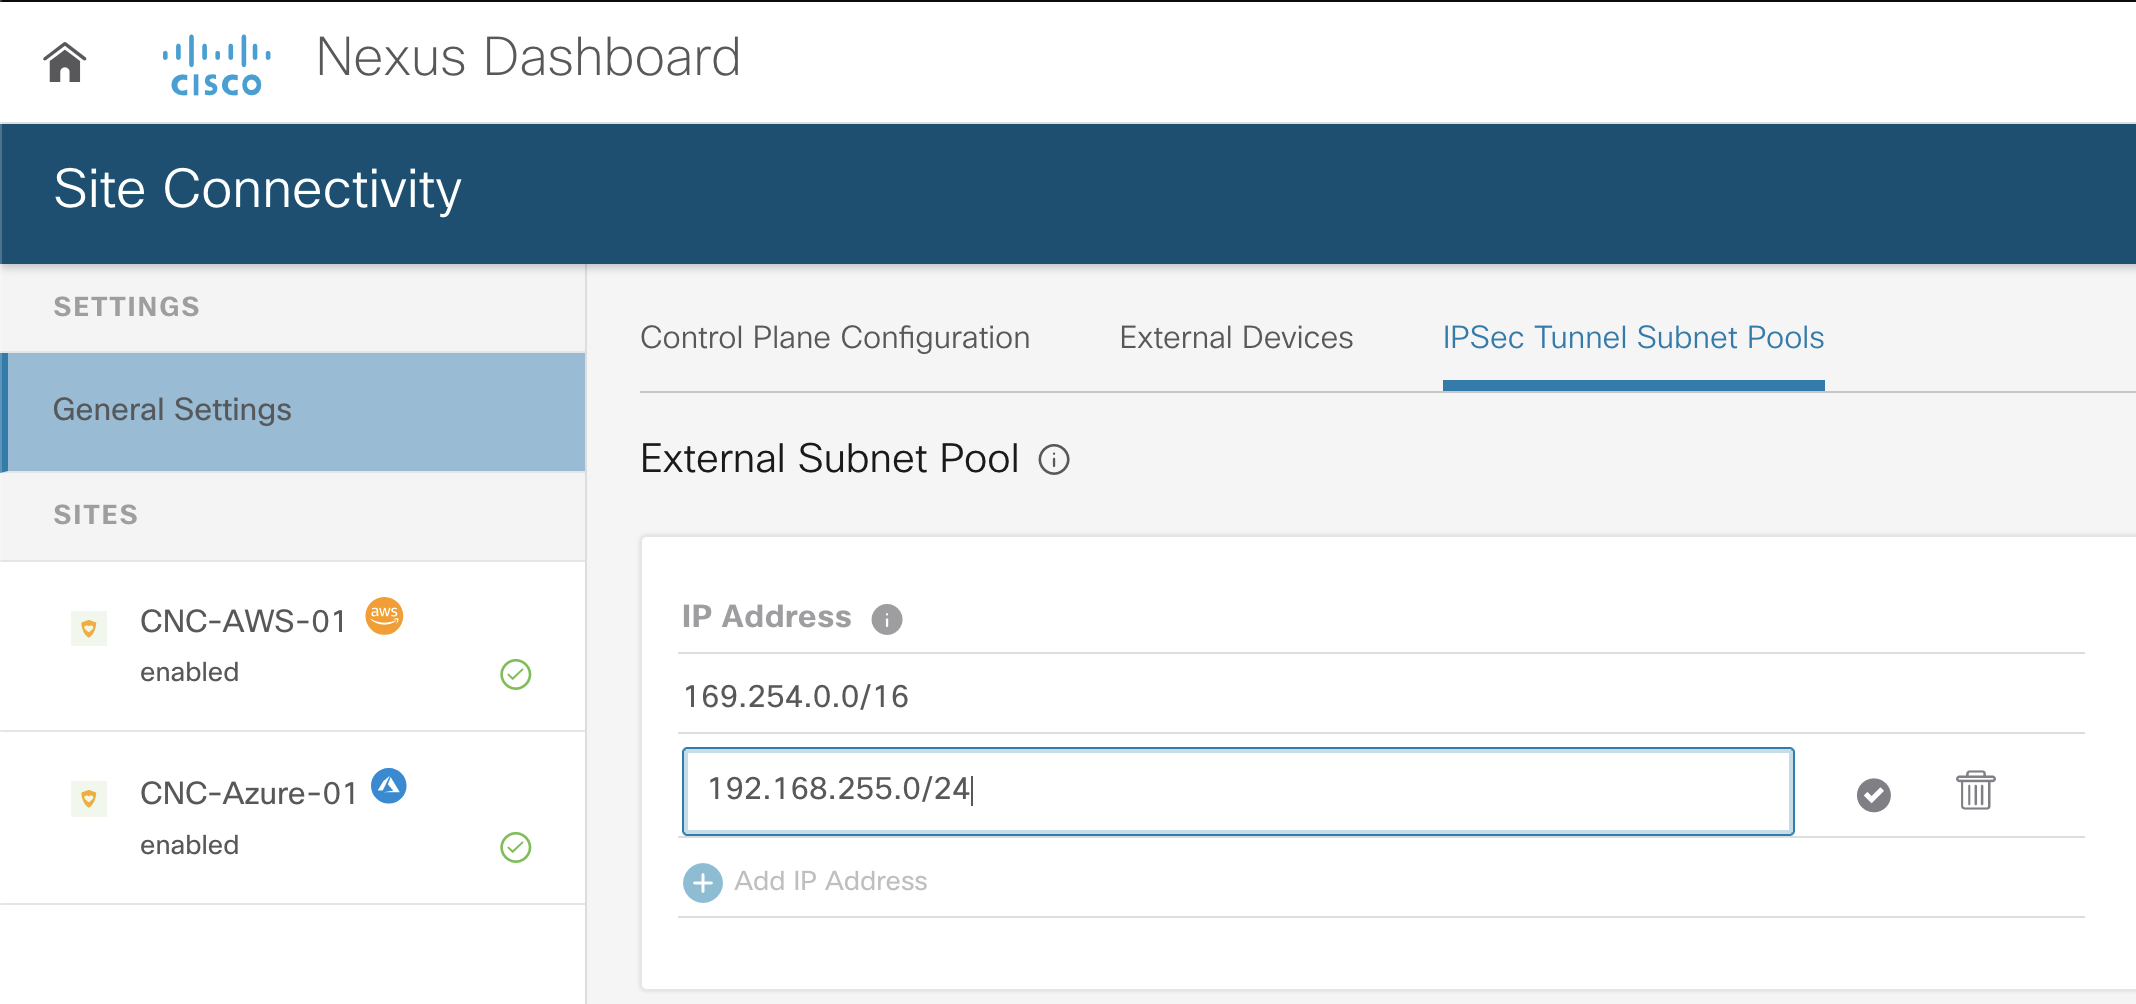 CISCO Nexus Dashboard
Site Connectivity
SETTINGS
General Settings
SITES
CNC-AWS-01 aws
enabled
CNC-Azure-01
enabled
Control Plane Configuration External Devices IPSec Tunnel Subnet Pools
External Subnet Pool i
IP Address i
169.254.0.0/16
192.168.255.0/24
Add IP Address